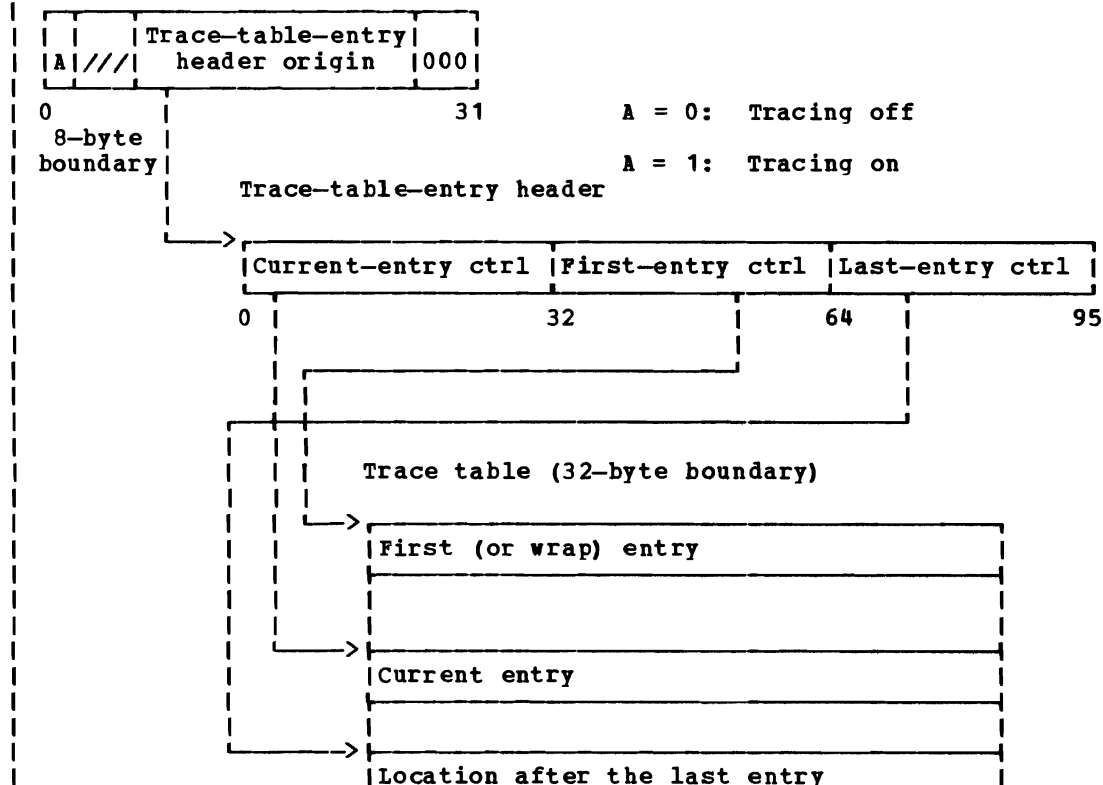 Trace-table-entry
A /// header origin 000
0 31
8-byte
boundary
A = 0: Tracing off
A = 1: Tracing on
Trace-table-entry header
Current-entry ctrl First-entry ctrl Last-entry ctrl
0 32 64 95
Trace table (32-byte boundary)
First (or wrap) entry
Current entry
Location after the last entry